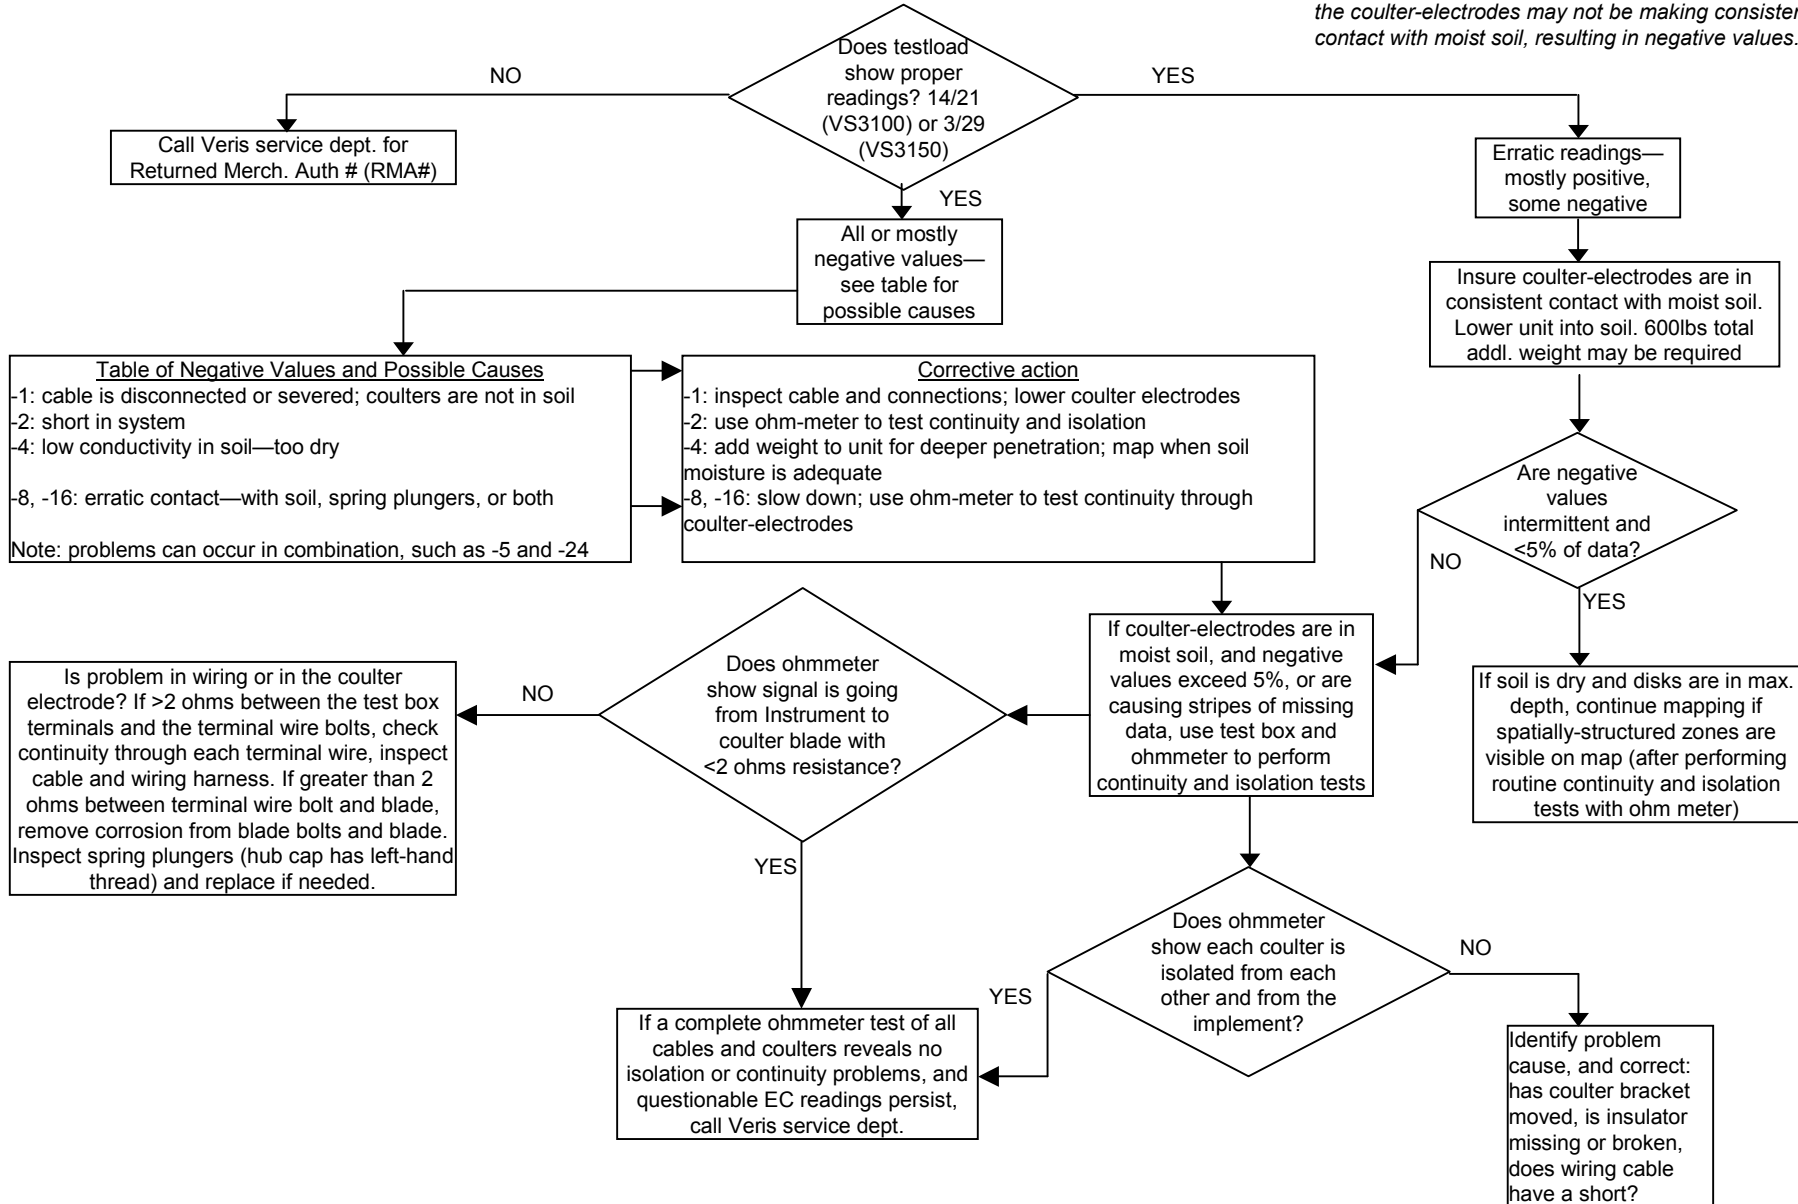 the coulter-electrodes may not be making consisten
contact with moist soil, resulting in negative values.
Does testload
show proper
readings? 14/21
(VS3100) or 3/29
(VS3150)
NO
YES
Call Veris service dept. for
Returned Merch. Auth # (RMA#)
YES
Erratic readings—
mostly positive,
some negative
All or mostly
negative values—
see table for
possible causes
Insure coulter-electrodes are in
consistent contact with moist soil.
Lower unit into soil. 600lbs total
addl. weight may be required
Table of Negative Values and Possible Causes
-1: cable is disconnected or severed; coulters are not in soil
-2: short in system
-4: low conductivity in soil—too dry
-8, -16: erratic contact—with soil, spring plungers, or both
Note: problems can occur in combination, such as -5 and -24
Corrective action
-1: inspect cable and connections; lower coulter electrodes
-2: use ohm-meter to test continuity and isolation
-4: add weight to unit for deeper penetration; map when soil
moisture is adequate
-8, -16: slow down; use ohm-meter to test continuity through
coulter-electrodes
Are negative
values
intermittent and
<5% of data?
NO
YES
If coulter-electrodes are in
moist soil, and negative
values exceed 5%, or are
causing stripes of missing
data, use test box and
ohmmeter to perform
continuity and isolation tests
If soil is dry and disks are in max.
depth, continue mapping if
spatially-structured zones are
visible on map (after performing
routine continuity and isolation
tests with ohm meter)
Does ohmmeter
show signal is going
from Instrument to
coulter blade with
<2 ohms resistance?
NO
Is problem in wiring or in the coulter
electrode? If >2 ohms between the test box
terminals and the terminal wire bolts, check
continuity through each terminal wire, inspect
cable and wiring harness. If greater than 2
ohms between terminal wire bolt and blade,
remove corrosion from blade bolts and blade.
Inspect spring plungers (hub cap has left-hand
thread) and replace if needed.
YES
Does ohmmeter
show each coulter is
isolated from each
other and from the
implement?
YES
NO
If a complete ohmmeter test of all
cables and coulters reveals no
isolation or continuity problems, and
questionable EC readings persist,
call Veris service dept.
Identify problem
cause, and correct:
has coulter bracket
moved, is insulator
missing or broken,
does wiring cable
have a short?